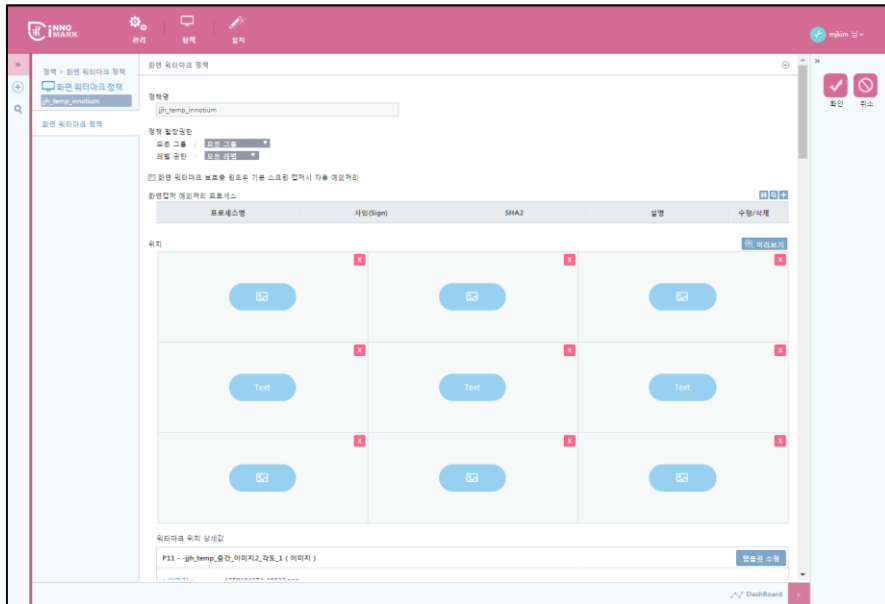 INNO
MARK
관리
정책
설치
mjkim 님
정책 > 화면 워터마크 정책
화면 워터마크 정책
jjh_temp_innotium
화면 워터마크 정책
화면 워터마크 정책
정책명
jjh_temp_innotium
정책 할당권한
모든 그룹 : 모든 그룹
레벨 권한 : 모든 레벨
화면 워터마크 보호중 윈도우 기능 스크린 캡처시 자동 예외처리
화면캡처 예외처리 프로세스
프로세스명 사인(Sign) SHA2 설명 수정/삭제
위치
미리보기
X X X
X X X
Text Text Text
X X X
워터마크 위치 상세값
P11 - -jjh_temp_중간_이미지2_각도_1 ( 이미지 )
템플릿 수정
확인 취소
DashBoard